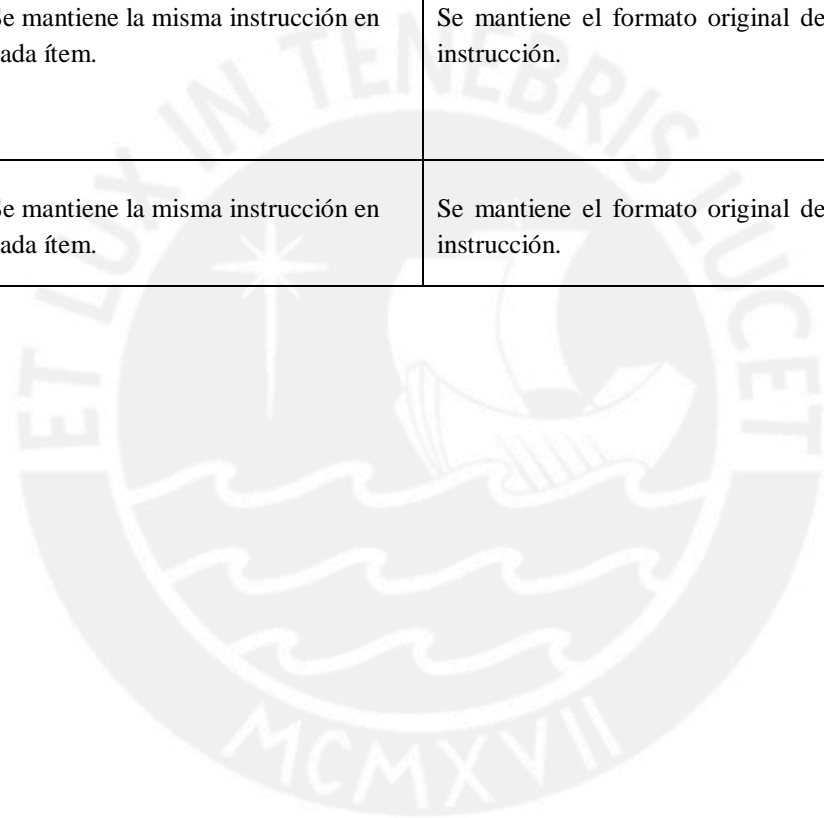 e mantiene la misma instrucción en
ada ítem.
Se mantiene el formato original de
instrucción.
e mantiene la misma instrucción en
ada ítem.
Se mantiene el formato original de
instrucción.
ET LUX IN TENEBRIS LUCET
MCMXVII